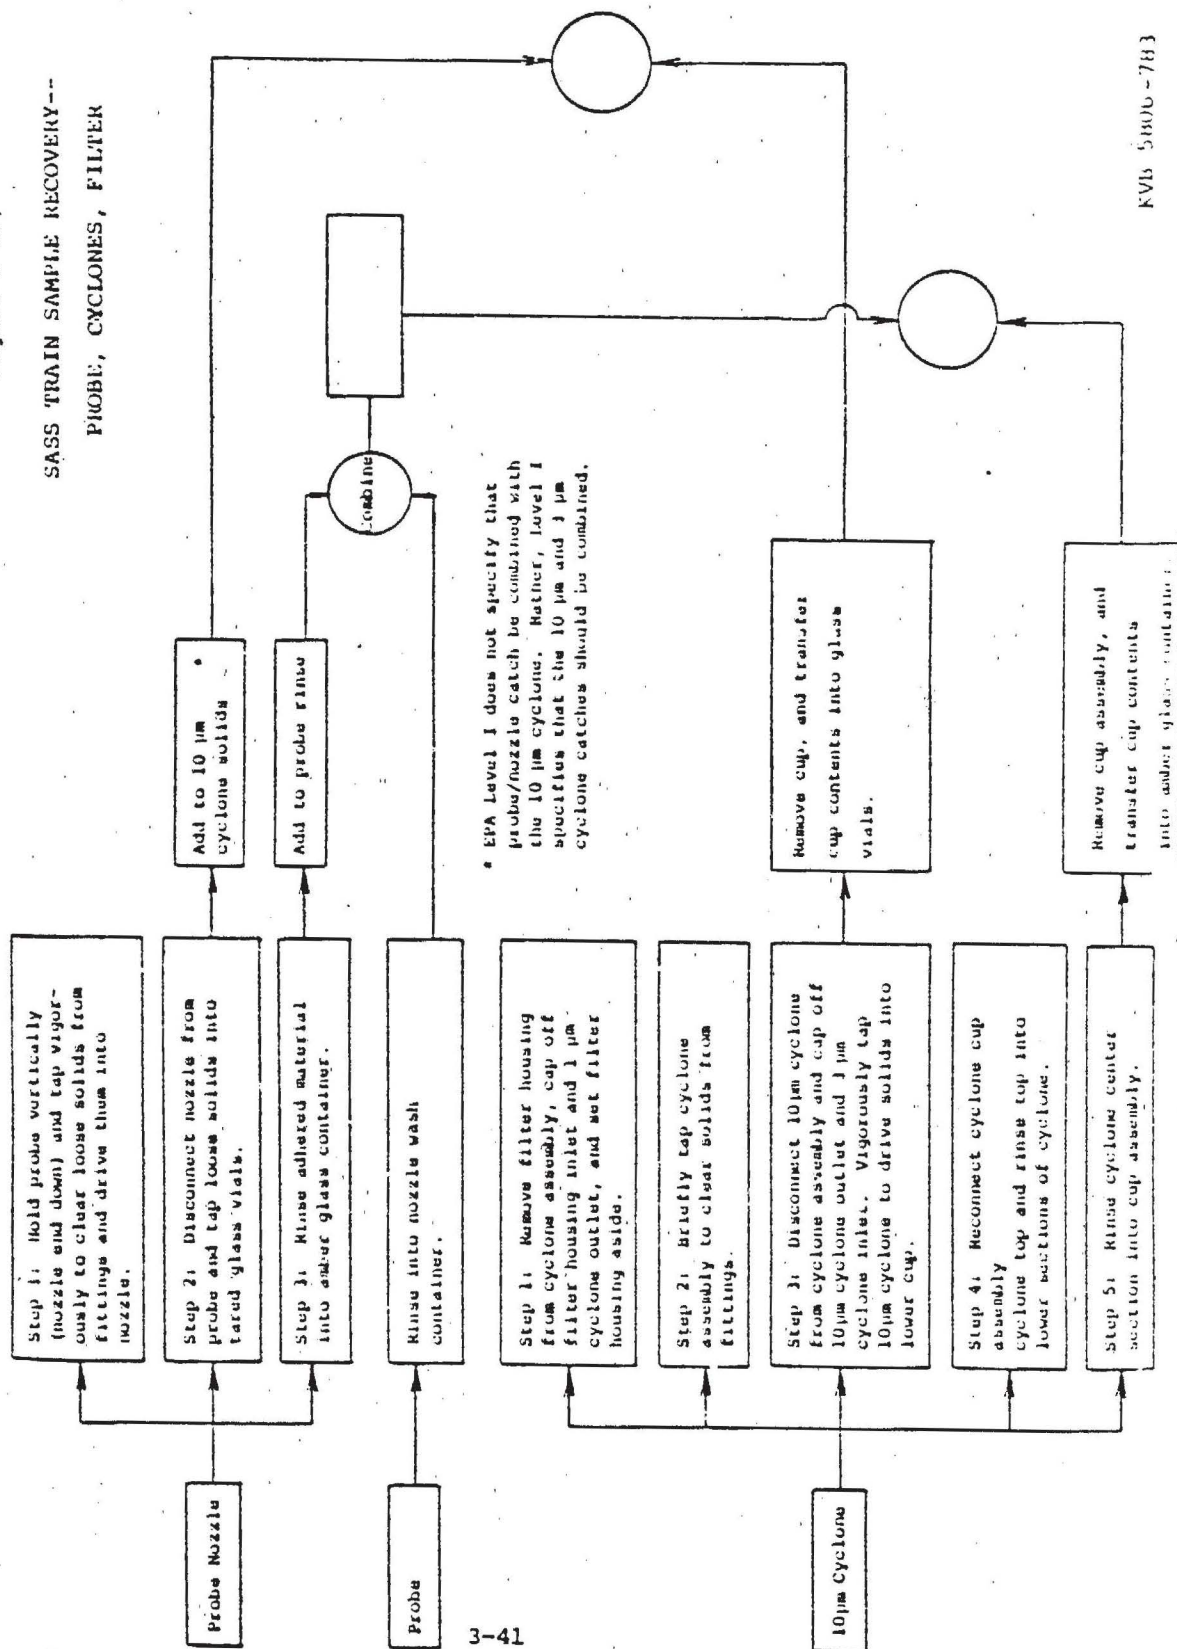 SASS TRAIN SAMPLE RECOVERY--
PROBE, CYCLONES, FILTER
Probe Nozzle
Step 1: Hold probe vertically
(nozzle end down) and tap vigor-
ously to clear loose solids from
fittings and drive them into
nozzle.
Step 2: Disconnect nozzle from
probe and tap loose solids into
tared glass vials.
Add to 10 µm *
cyclone solids
Step 3: Rinse adhered material
into amber glass container.
Add to probe rinse
Combine
Probe
Rinse into nozzle wash
container.
* EPA Level I does not specify that
probe/nozzle catch be combined with
the 10 µm cyclone. Rather, Level I
specifies that the 10 µm and 3 µm
cyclone catches should be combined.
10µm Cyclone
Step 1: Remove filter housing
from cyclone assembly, cap off
filter housing inlet and 1 µm
cyclone outlet, and set filter
housing aside.
Step 2: Briefly tap cyclone
assembly to clear solids from
fittings.
Step 3: Disconnect 10µm cyclone
from cyclone assembly and cap off
10µm cyclone outlet and 3µm
cyclone inlet. Vigorously tap
10µm cyclone to drive solids into
lower cup.
Remove cup, and transfer
cup contents into glass
vials.
Step 4: Reconnect cyclone cup
assembly
cyclone top and rinse top into
lower sections of cyclone.
Step 5: Rinse cyclone center
section into cup assembly.
Remove cup assembly, and
transfer cup contents
into amber glass
KVB 5806-783
3-41